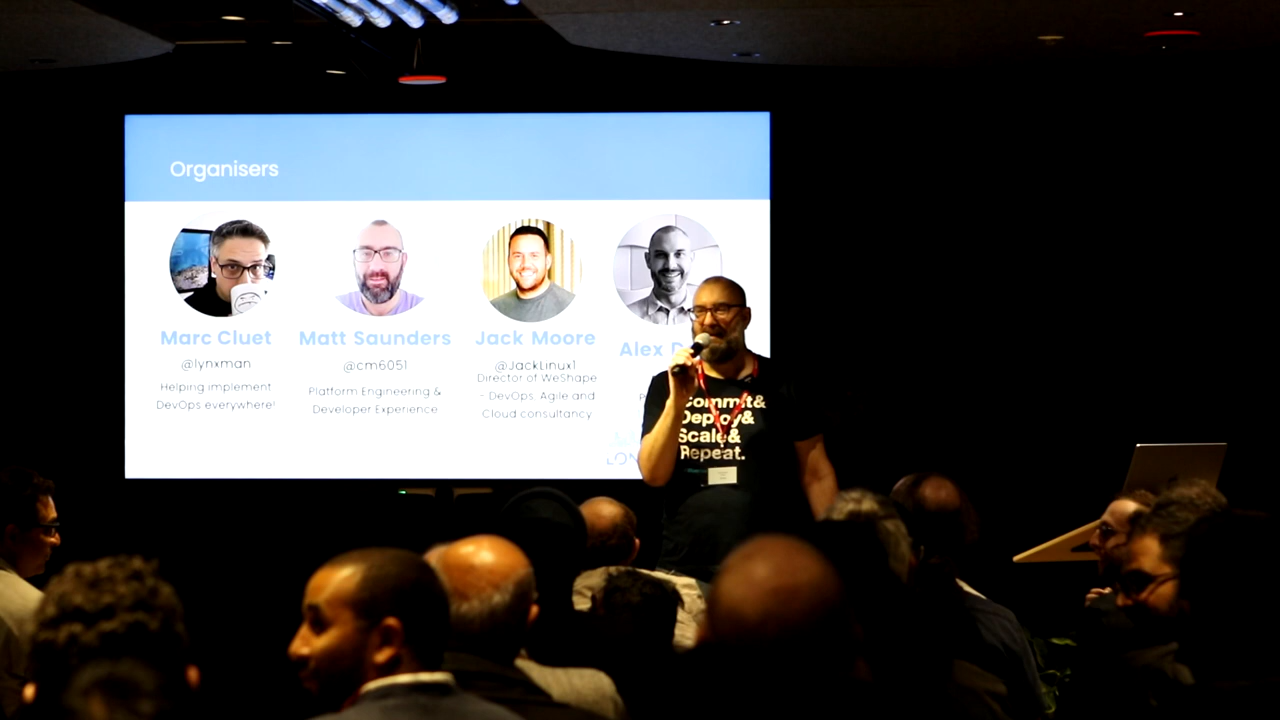 Organisers
Marc Cluet
@lynxman
Helping implement
DevOps everywhere!
Matt Saunders
@cm6051
Platform Engineering &
Developer Experience
Jack Moore
@JackLinux1
Director of WeShape
- DevOps, Agile and
Cloud consultancy
Alex
Commit&
Deploy&
Scale&
Repeat.